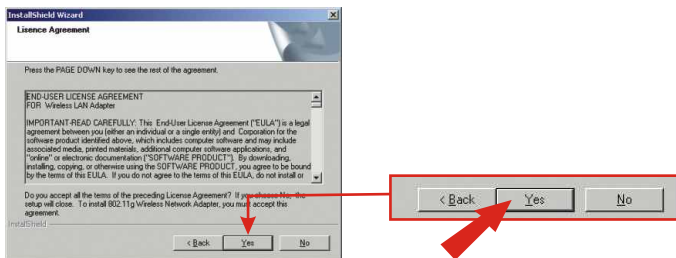 InstallShield Wizard
Lisence Agreement
Press the PAGE DOWN key to see the rest of the agreement.
END-USER LICENSE AGREEMENT
FOR Wireless LAN Adapter
IMPORTANT-READ CAREFULLY: This End-User License Agreement ("EULA") is a legal
agreement between you (either an individual or a single entity) and Corporation for the
software product identified above, which includes computer software and may include
associated media, printed materials, additional computer software applications, and
"online" or electronic documentation ("SOFTWARE PRODUCT"). By downloading,
installing, copying, or otherwise using the SOFTWARE PRODUCT, you agree to be bound
by the terms of this EULA. If you do not agree to the terms of this EULA, do not install or
Do you accept all the terms of the preceding License Agreement? If you choose No, the
setup will close. To install 802.11g Wireless Network Adapter, you must accept this
agreement.
InstallShield
< Back Yes No
< Back Yes No